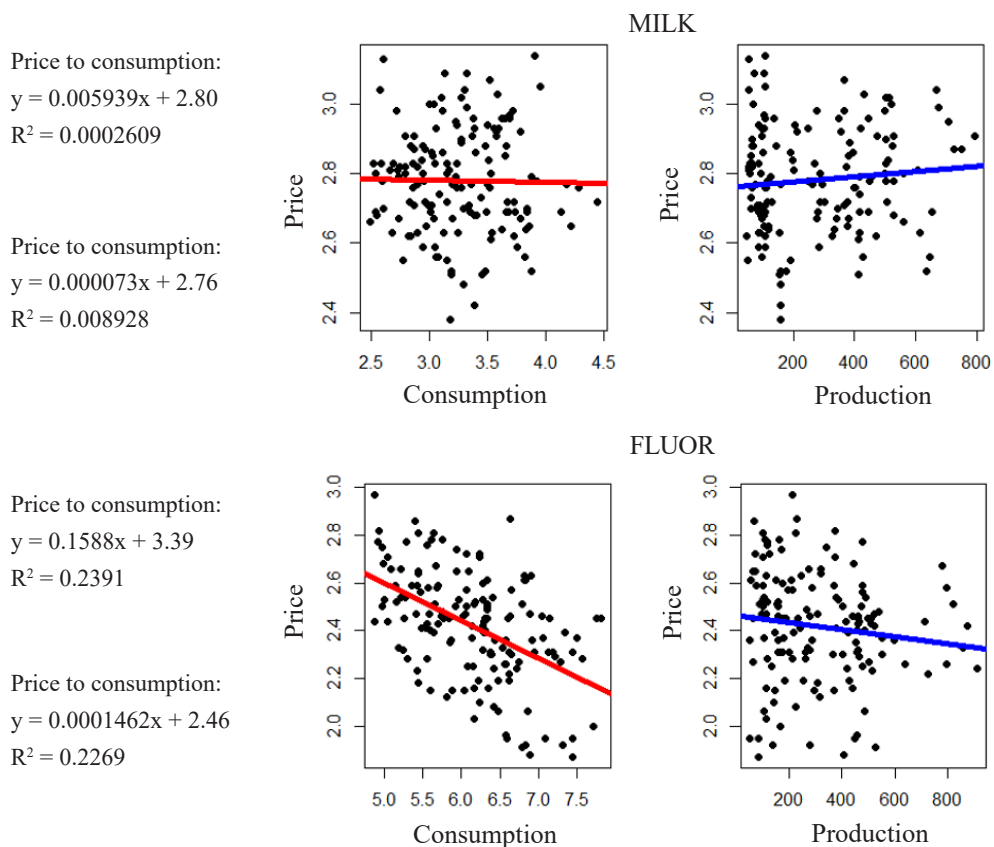 MILK
Price to consumption:
y = 0.005939x + 2.80
R² = 0.0002609
Price to consumption:
y = 0.000073x + 2.76
R² = 0.008928
Price
2.4 2.6 2.8 3.0
2.5 3.0 3.5 4.0 4.5
Consumption
Price
2.4 2.6 2.8 3.0
200 400 600 800
Production
FLUOR
Price to consumption:
y = 0.1588x + 3.39
R² = 0.2391
Price to consumption:
y = 0.0001462x + 2.46
R² = 0.2269
Price
2.0 2.2 2.4 2.6 2.8 3.0
5.0 5.5 6.0 6.5 7.0 7.5
Consumption
Price
2.0 2.2 2.4 2.6 2.8 3.0
200 400 600 800
Production